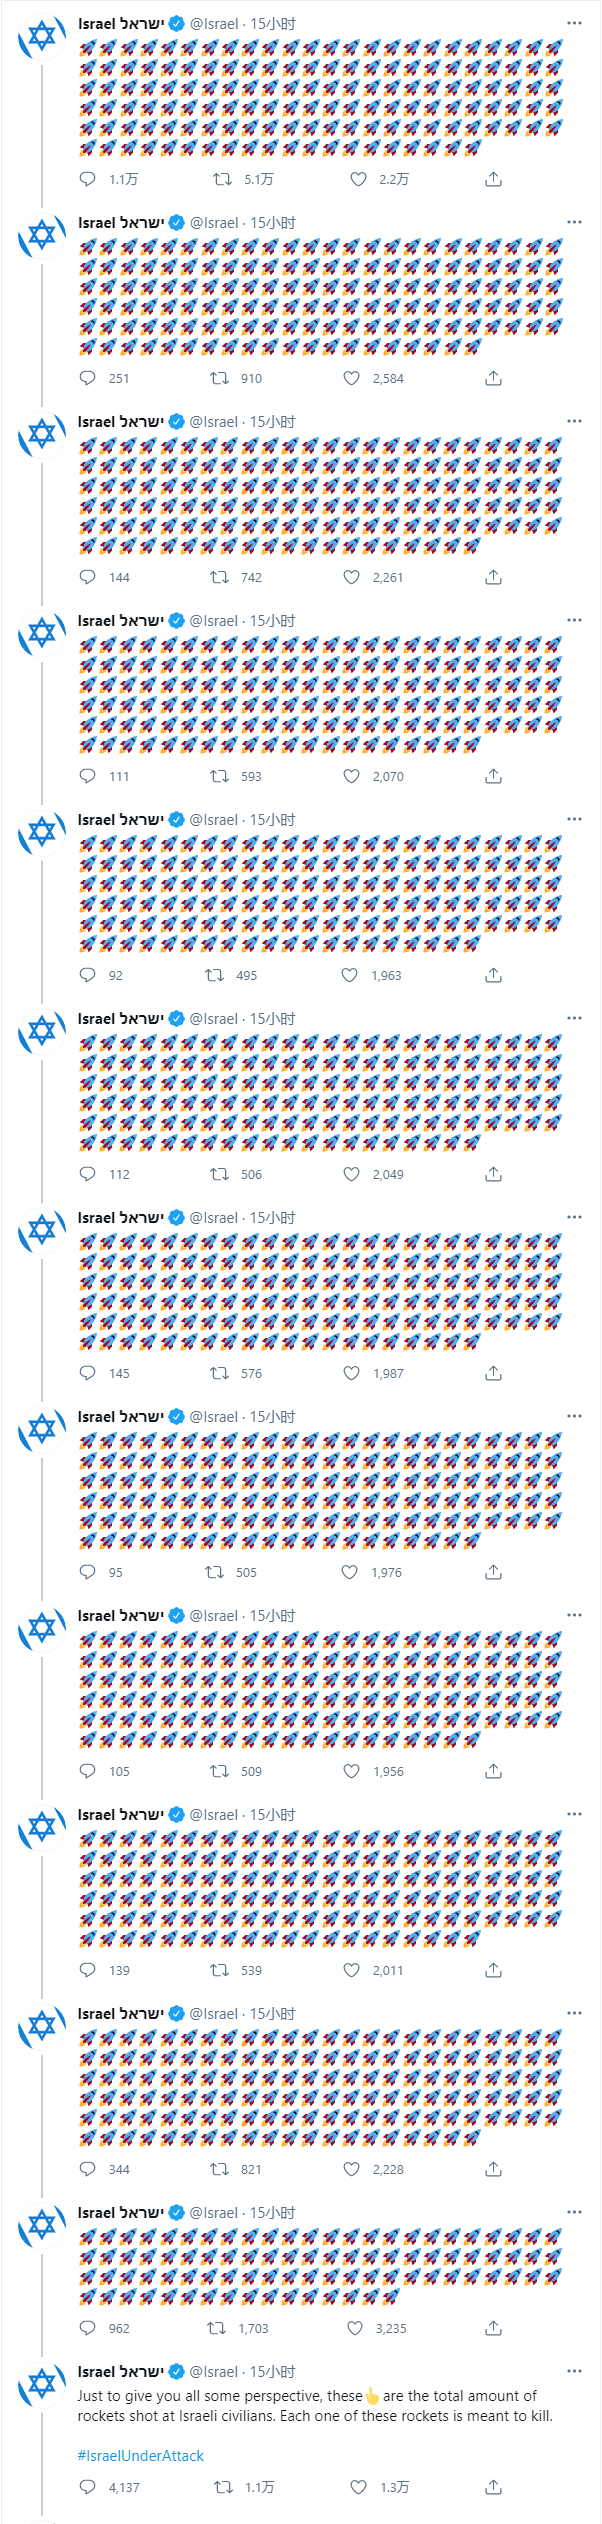 Israel ישראל @Israel · 15小时
1.1万 5.1万 2.2万
Israel ישראל @Israel · 15小时
251 910 2,584
Israel ישראל @Israel · 15小时
144 742 2,261
Israel ישראל @Israel · 15小时
111 593 2,070
Israel ישראל @Israel · 15小时
92 495 1,963
Israel ישראל @Israel · 15小时
112 506 2,049
Israel ישראל @Israel · 15小时
145 576 1,987
Israel ישראל @Israel · 15小时
95 505 1,976
Israel ישראל @Israel · 15小时
105 509 1,956
Israel ישראל @Israel · 15小时
139 539 2,011
Israel ישראל @Israel · 15小时
344 821 2,228
Israel ישראל @Israel · 15小时
962 1,703 3,235
Israel ישראל @Israel · 15小时
Just to give you all some perspective, these👆are the total amount of
rockets shot at Israeli civilians. Each one of these rockets is meant to kill.
#IsraelUnderAttack
4,137 1.1万 1.3万